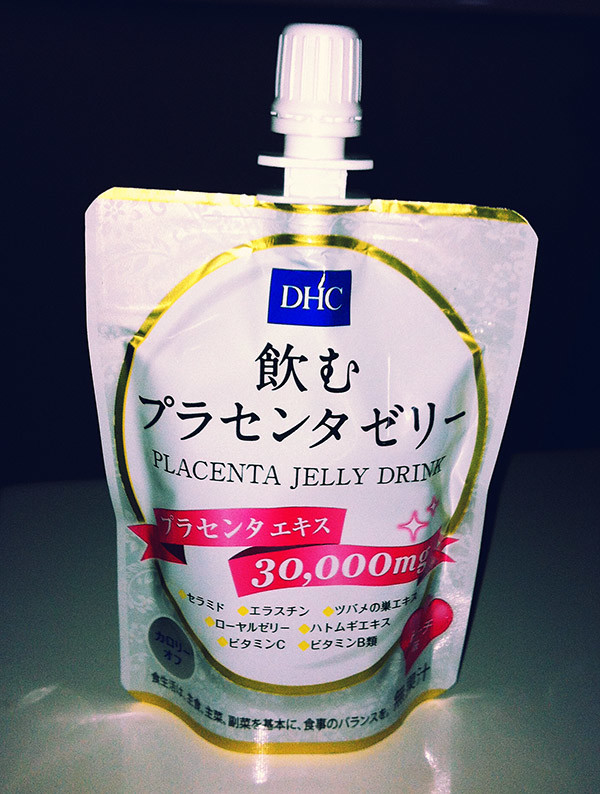 DHC
飲む
プラセンタゼリー
PLACENTA JELLY DRINK
プラセンタエキス
30,000mg
◆セラミド ◆エラスチン ◆ツバメの巣エキス
◆ローヤルゼリー ◆ハトムギエキス
◆ビタミンC ◆ビタミンB類
カロリー
オフ
無果汁
食生活は、主食、主菜、副菜を基本に、食事のバランスを。